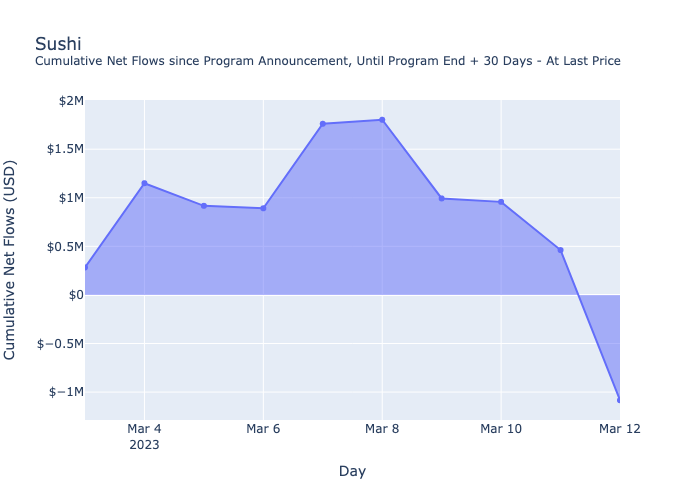 Sushi
Cumulative Net Flows since Program Announcement, Until Program End + 30 Days - At Last Price
$2M
$1.5M
$1M
$0.5M
$0
$−0.5M
$−1M
Cumulative Net Flows (USD)
Mar 4
2023
Mar 6
Mar 8
Mar 10
Mar 12
Day